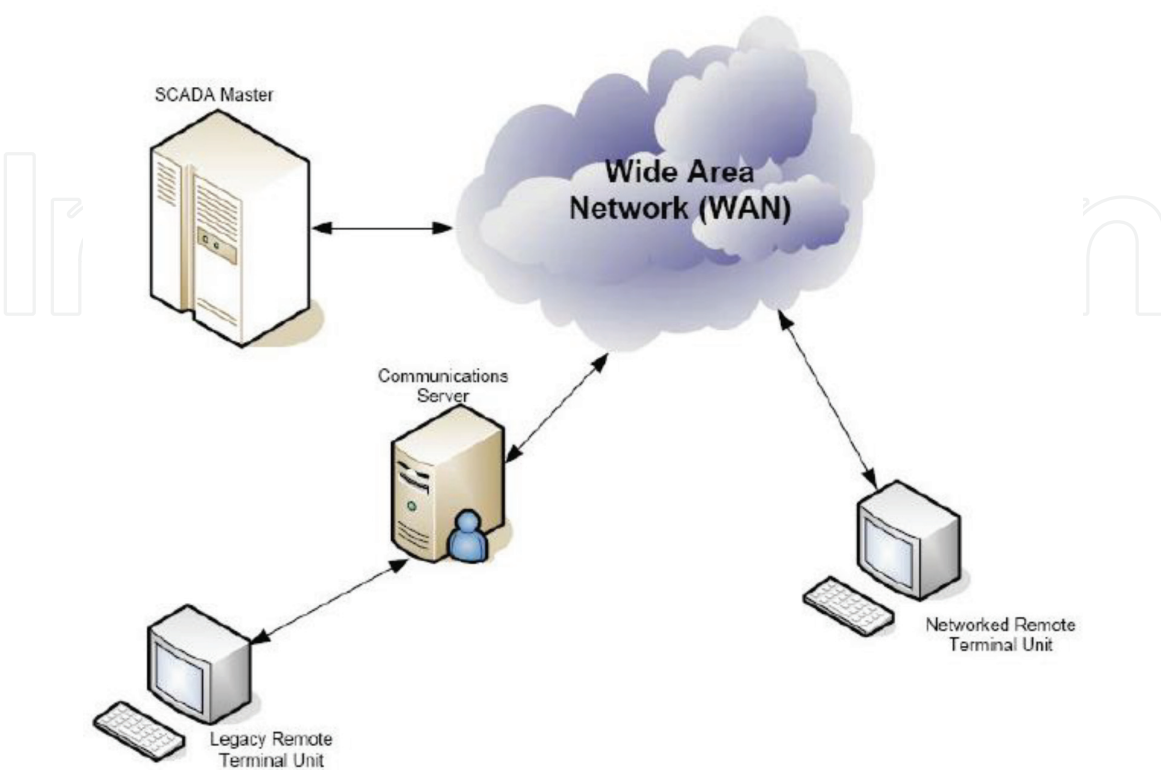 SCADA Master
Wide Area
Network (WAN)
Communications
Server
Networked Remote
Terminal Unit
Legacy Remote
Terminal Unit